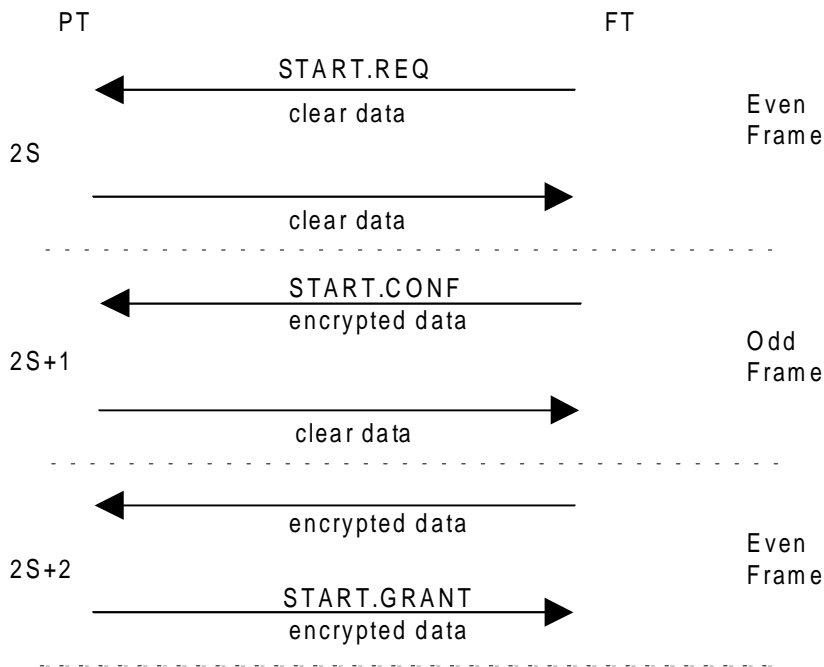 PT FT
START.REQ
clear data
Even
Frame
2S
clear data
START.CONF
encrypted data
Odd
Frame
2S+1
clear data
encrypted data
Even
Frame
2S+2
START.GRANT
encrypted data